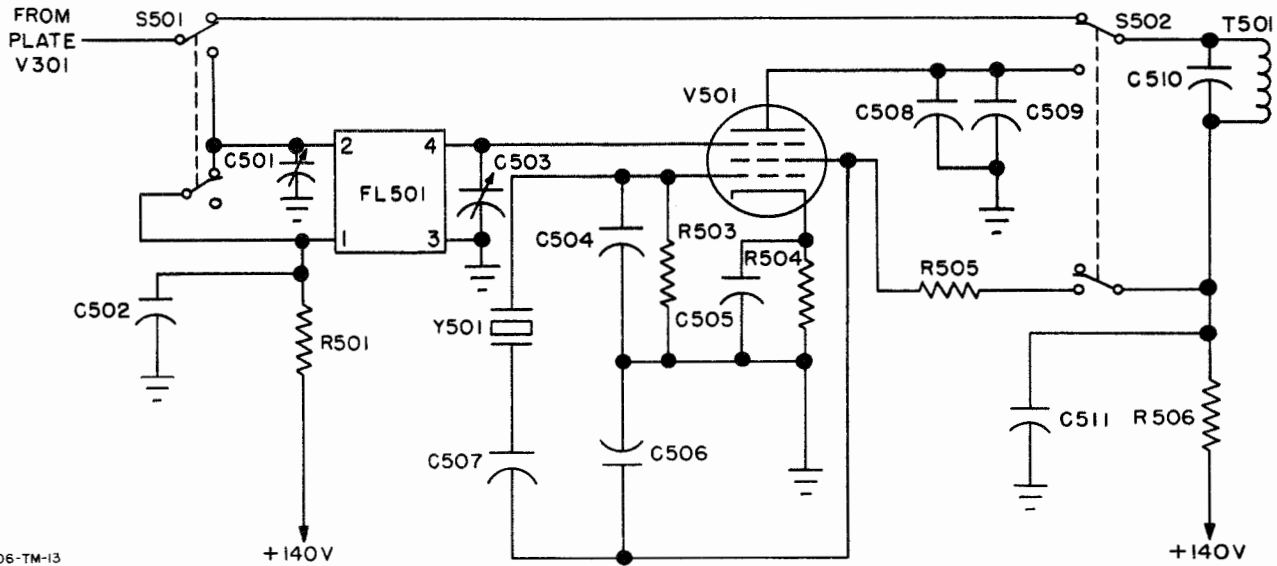 FROM
PLATE
V301
S501
S502
T501
C510
V501
C508
C509
C501
2
4
C503
FL501
1
3
C504
R503
R504
C505
R505
C502
R501
Y501
C507
C506
C511
R506
06-TM-13
+140V
+140V